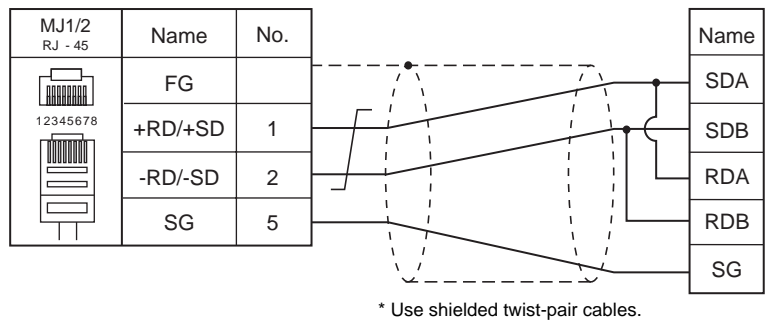 MJ1/2
RJ - 45
Name
No.
FG
12345678
+RD/+SD
1
-RD/-SD
2
SG
5
Name
SDA
SDB
RDA
RDB
SG
* Use shielded twist-pair cables.